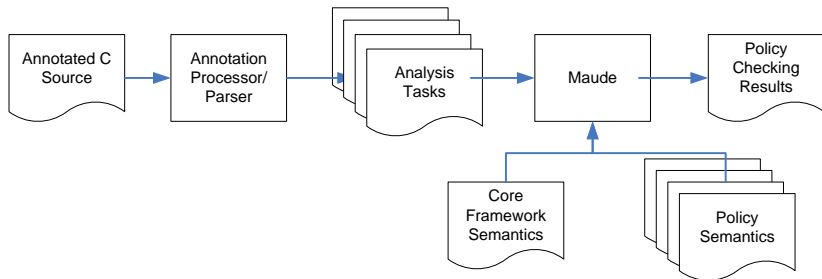 Annotated C
Source
Annotation
Processor/
Parser
Analysis
Tasks
Maude
Policy
Checking
Results
Core
Framework
Semantics
Policy
Semantics